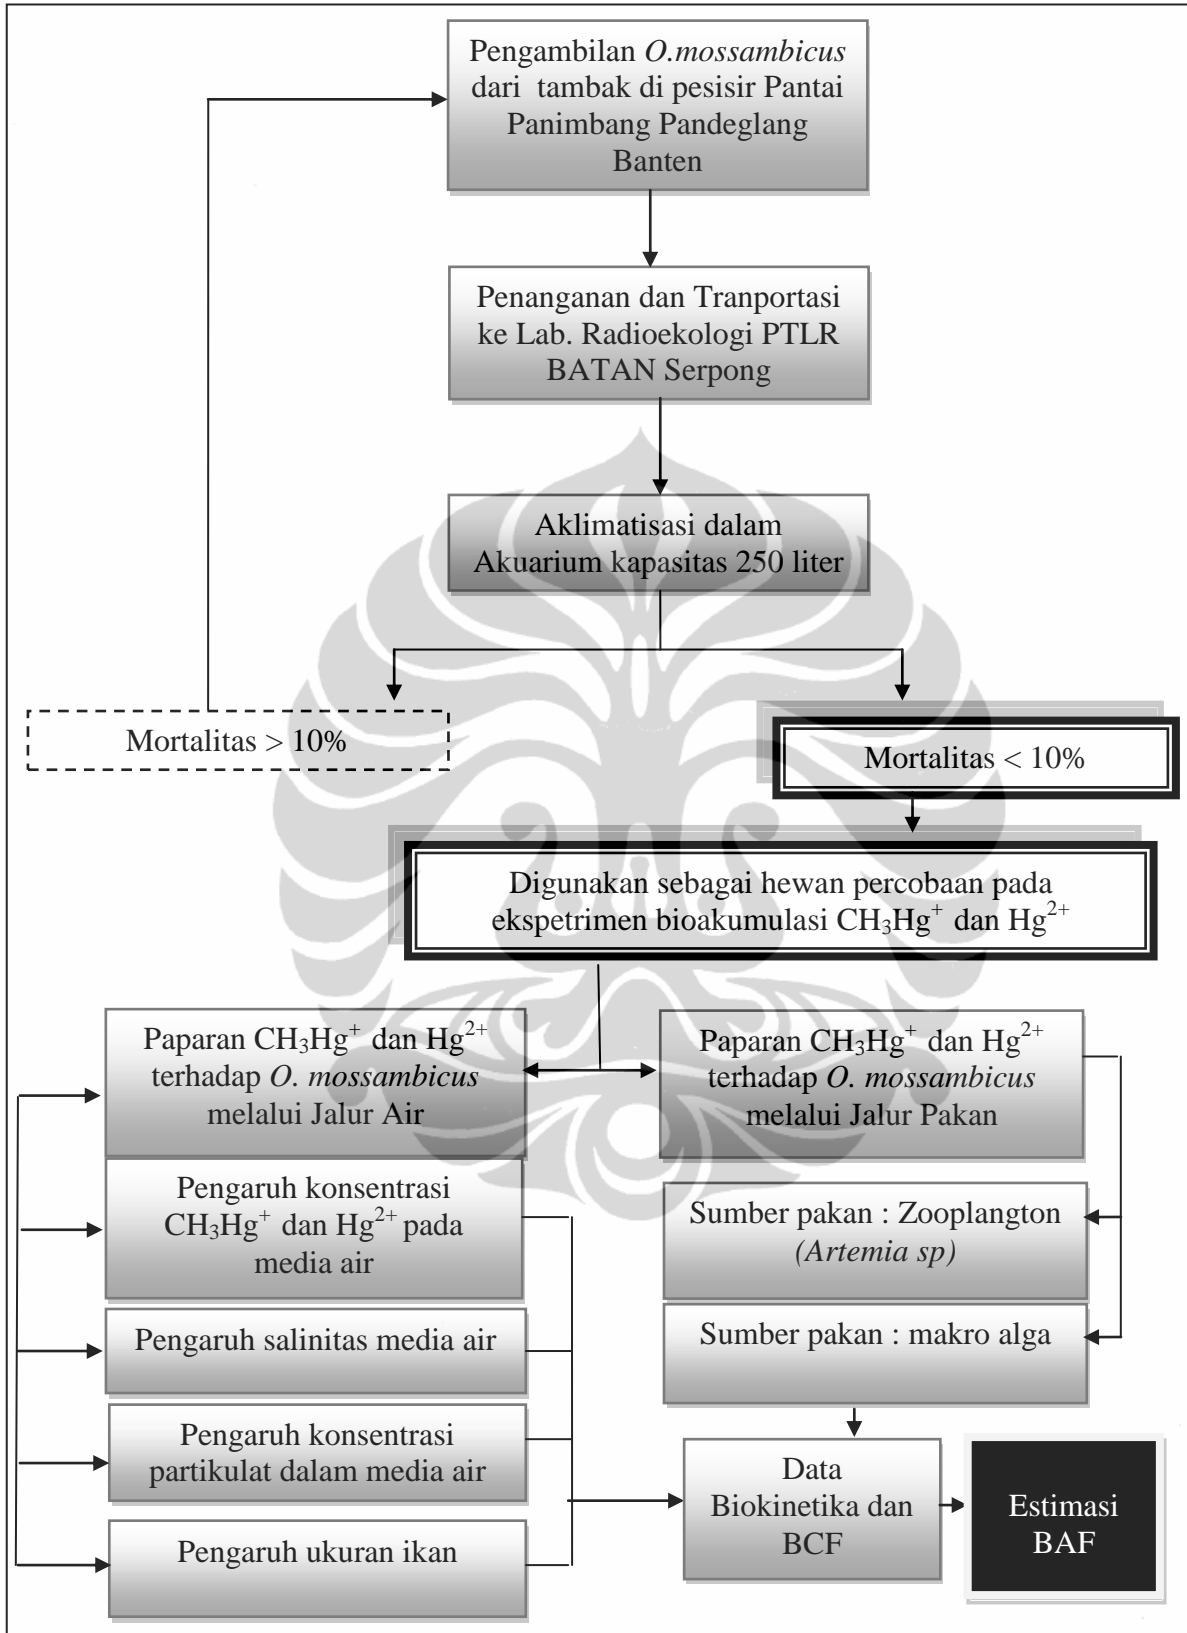 Pengambilan O.mossambicus
dari tambak di pesisir Pantai
Panimbang Pandeglang
Banten
Penanganan dan Tranportasi
ke Lab. Radioekologi PTLR
BATAN Serpong
Aklimatisasi dalam
Akuarium kapasitas 250 liter
Mortalitas > 10%
Mortalitas < 10%
Digunakan sebagai hewan percobaan pada
ekspetrimen bioakumulasi CH₃Hg⁺ dan Hg²⁺
Paparan CH₃Hg⁺ dan Hg²⁺
terhadap O. mossambicus
melalui Jalur Air
Paparan CH₃Hg⁺ dan Hg²⁺
terhadap O. mossambicus
melalui Jalur Pakan
Pengaruh konsentrasi
CH₃Hg⁺ dan Hg²⁺ pada
media air
Sumber pakan : Zooplangton
(Artemia sp)
Pengaruh salinitas media air
Sumber pakan : makro alga
Pengaruh konsentrasi
partikulat dalam media air
Pengaruh ukuran ikan
Data
Biokinetika dan
BCF
Estimasi
BAF